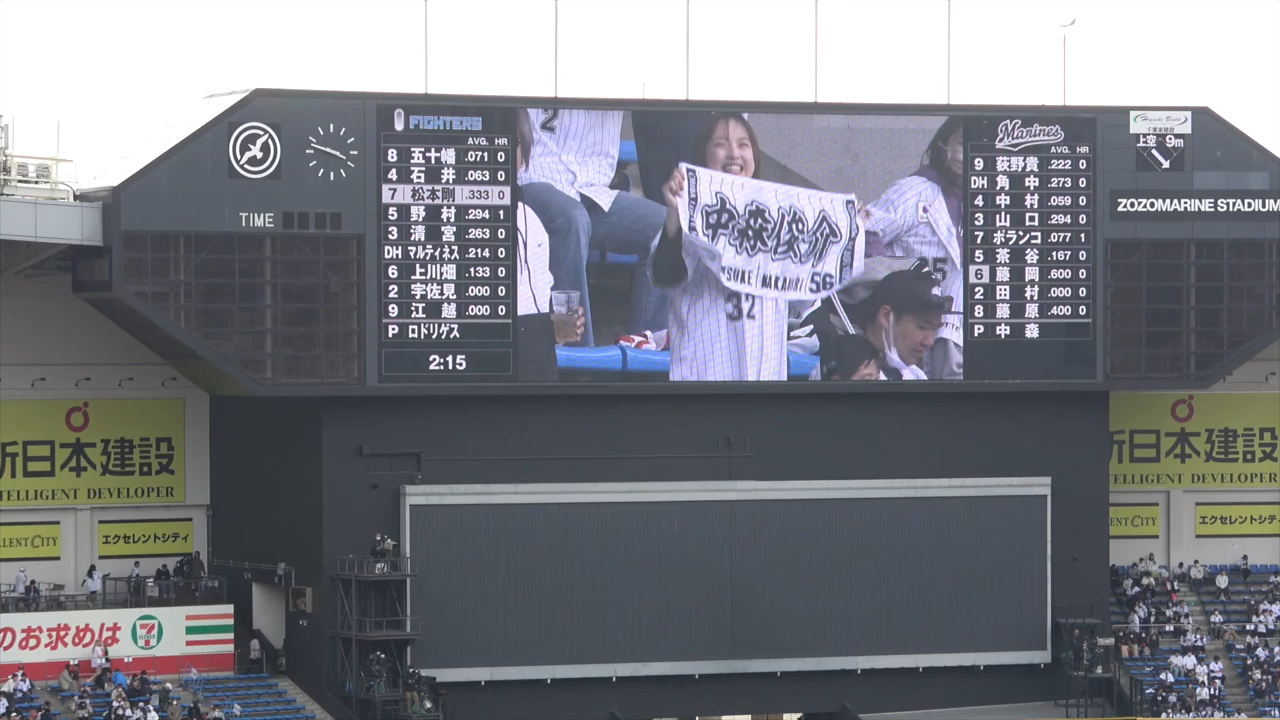 FIGHTERS
AVG. HR
8 五十幡 .071 0
4 石井 .063 0
7 松本剛 .333 0
5 野村 .294 1
3 清宮 .263 0
DH マルティネス .214 0
6 上川畑 .133 0
2 宇佐見 .000 0
9 江越 .000 0
P ロドリゲス
2:15
TIME
2
中森俊介
56
32
Marines
AVG. HR
9 荻野貴 .222 0
DH 角中 .273 0
4 中村 .059 0
3 山口 .294 0
7 ポランコ .077 1
5 茶谷 .167 0
6 藤岡 .600 0
2 田村 .000 0
8 藤原 .400 0
P 中森
上空 9m
ZOZOMARINE STADIUM
新日本建設
TELLIGENT DEVELOPER
LLENT CITY
エクセレントシティ
のお求めは
7
新日本建設
INTELLIGENT DEVELOPER
ENT CITY
エクセレントシティ